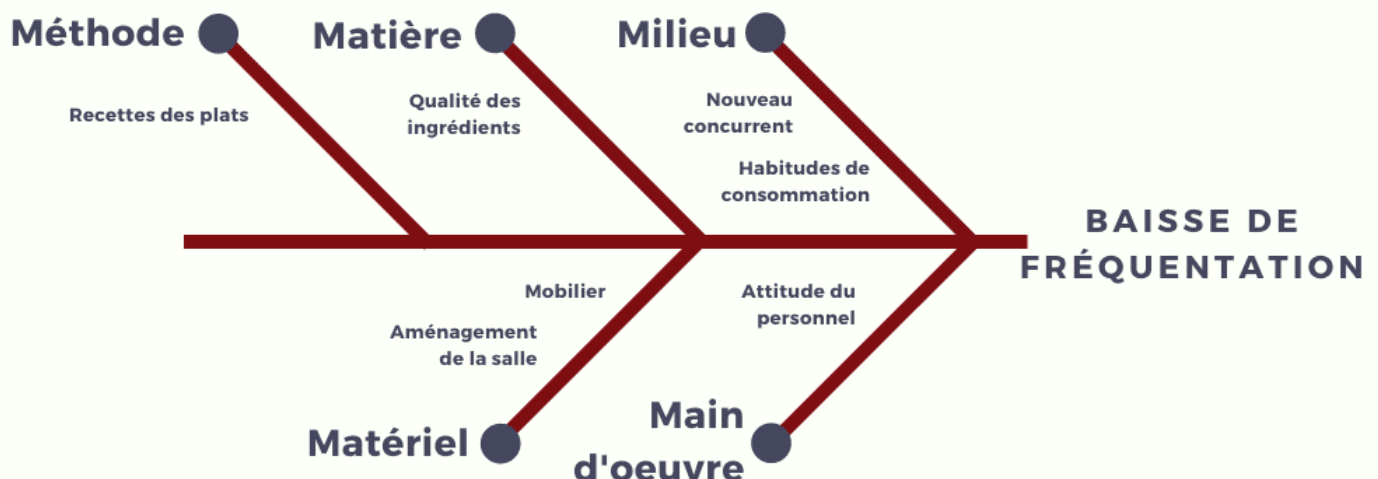 Méthode
Recettes des plats
Matière
Qualité des
ingrédients
Milieu
Nouveau
concurrent
Habitudes de
consommation
BAISSE DE
FRÉQUENTATION
Mobilier
Aménagement
de la salle
Matériel
Attitude du
personnel
Main
d'oeuvre